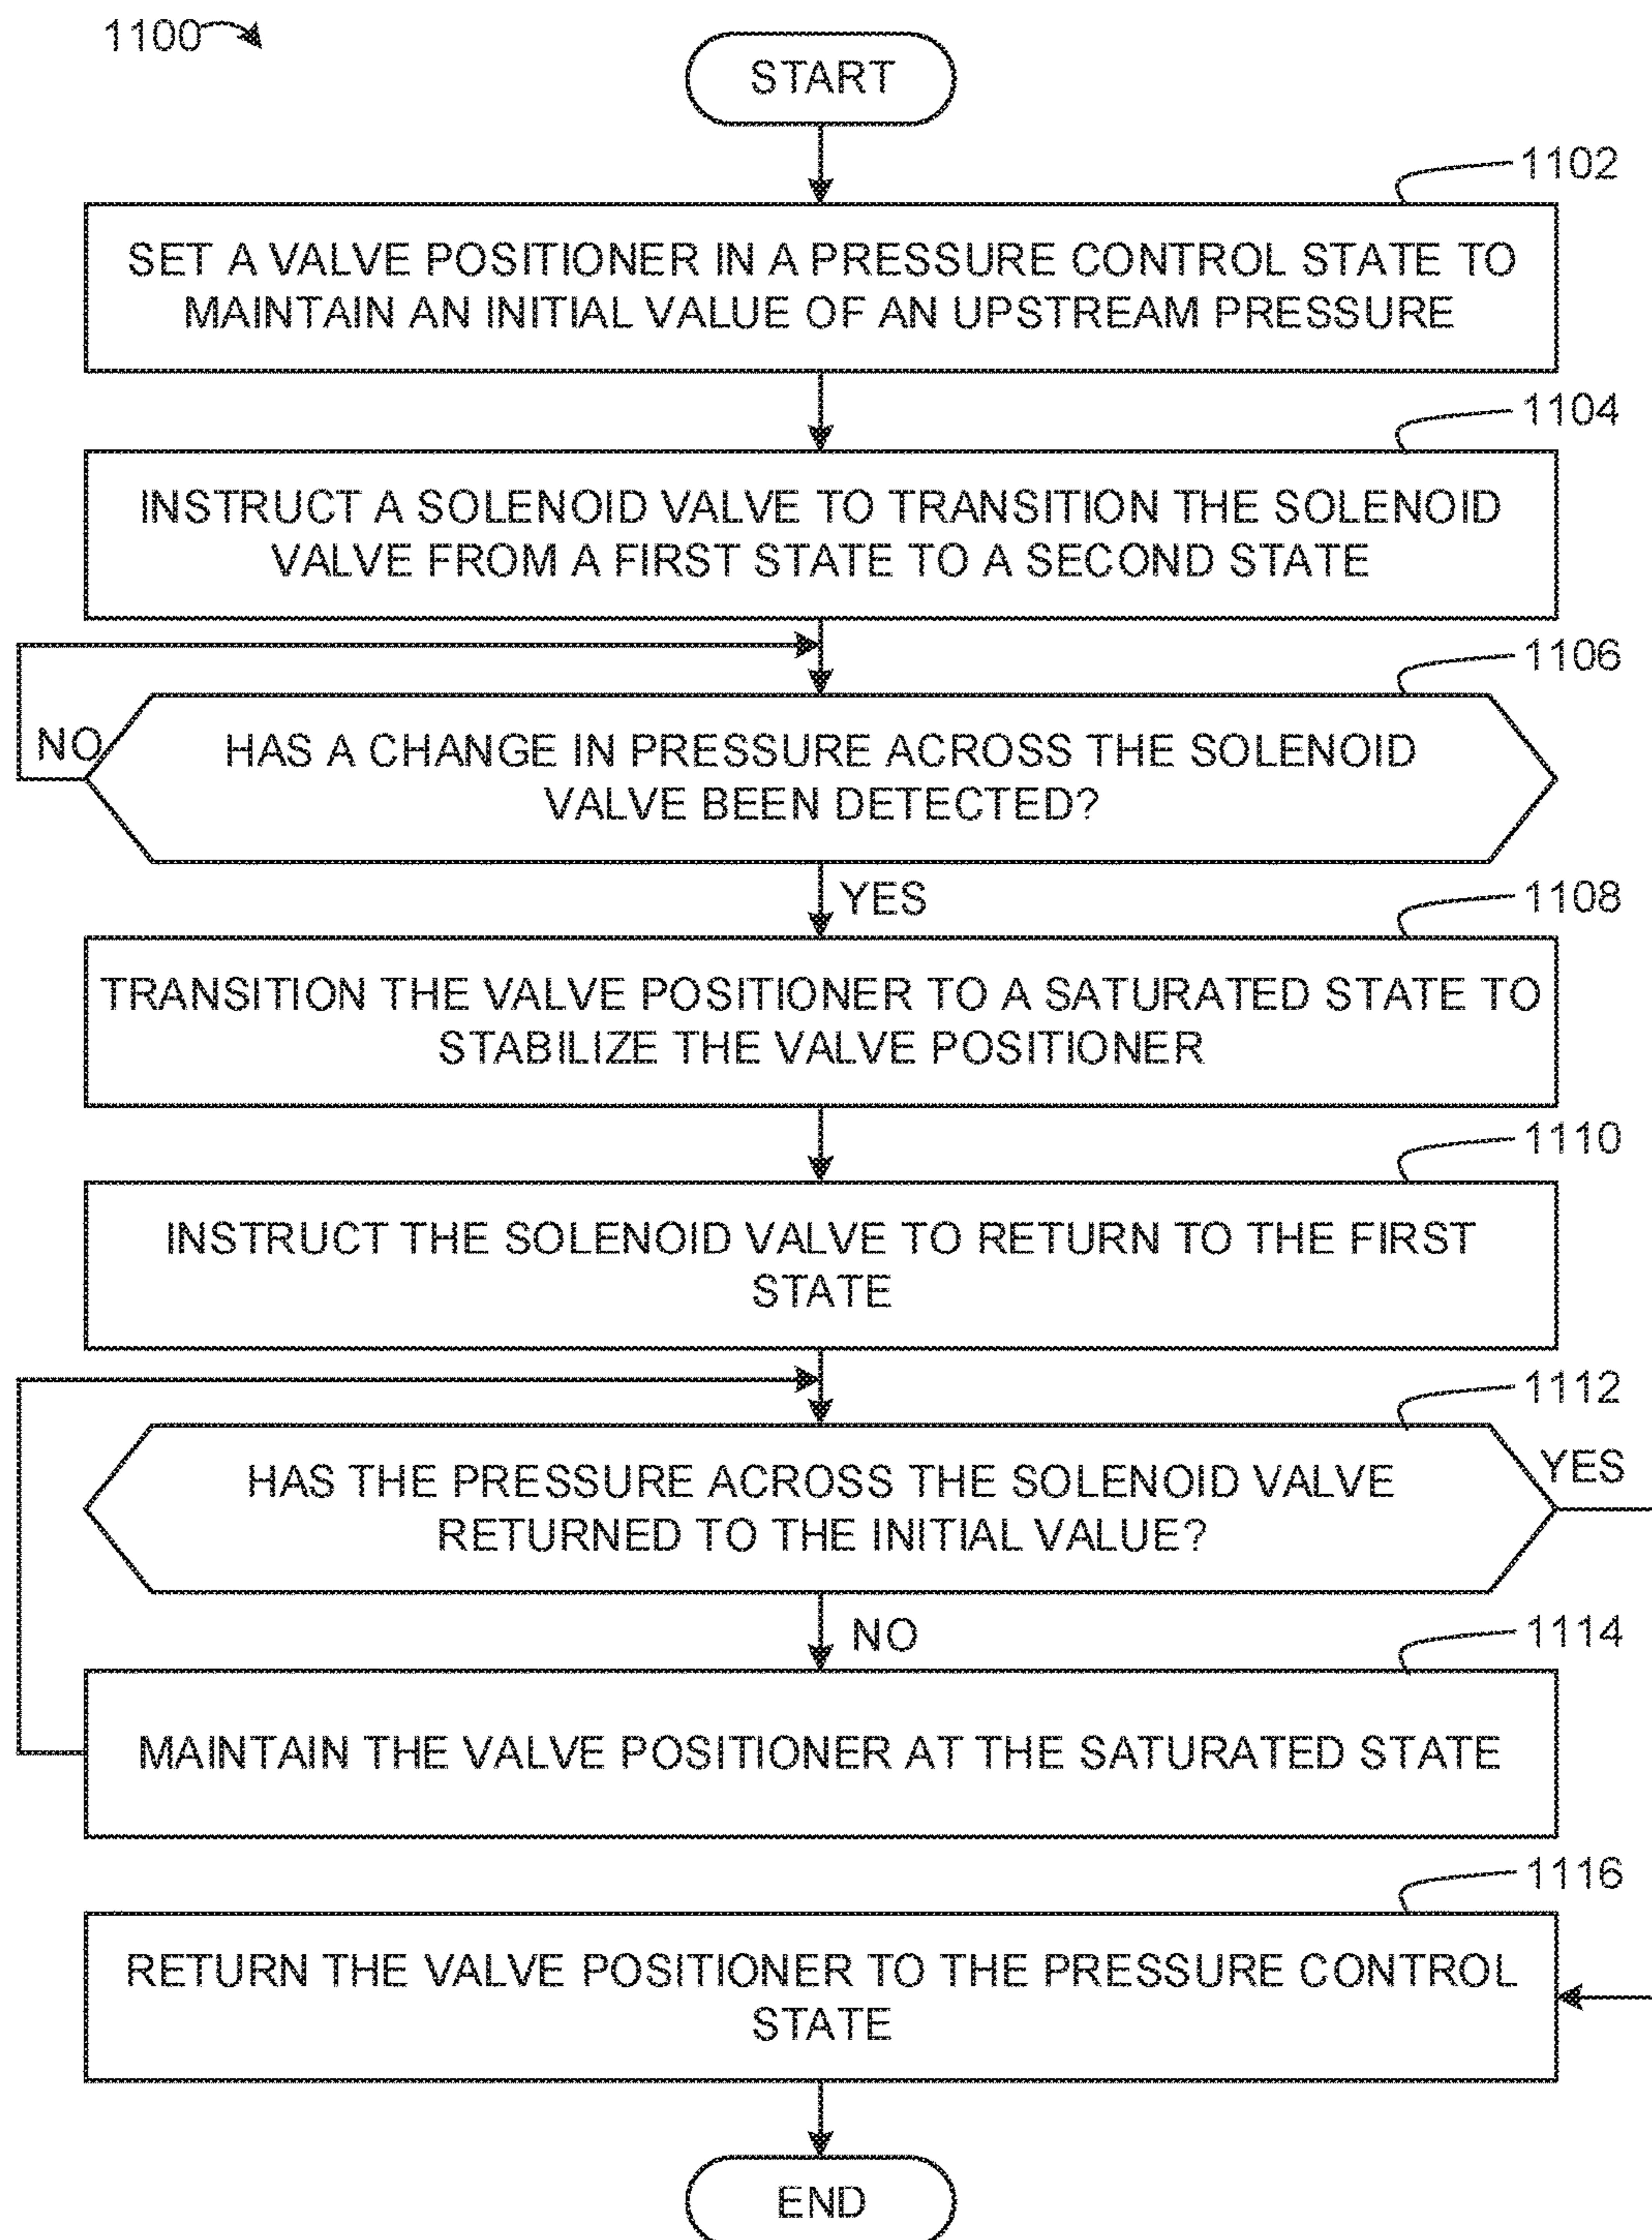 1100
START
1102
SET A VALVE POSITIONER IN A PRESSURE CONTROL STATE TO
MAINTAIN AN INITIAL VALUE OF AN UPSTREAM PRESSURE
1104
INSTRUCT A SOLENOID VALVE TO TRANSITION THE SOLENOID
VALVE FROM A FIRST STATE TO A SECOND STATE
1106
NO
HAS A CHANGE IN PRESSURE ACROSS THE SOLENOID
VALVE BEEN DETECTED?
YES
1108
TRANSITION THE VALVE POSITIONER TO A SATURATED STATE TO
STABILIZE THE VALVE POSITIONER
1110
INSTRUCT THE SOLENOID VALVE TO RETURN TO THE FIRST
STATE
1112
HAS THE PRESSURE ACROSS THE SOLENOID VALVE
RETURNED TO THE INITIAL VALUE?
YES
NO
1114
MAINTAIN THE VALVE POSITIONER AT THE SATURATED STATE
1116
RETURN THE VALVE POSITIONER TO THE PRESSURE CONTROL
STATE
END